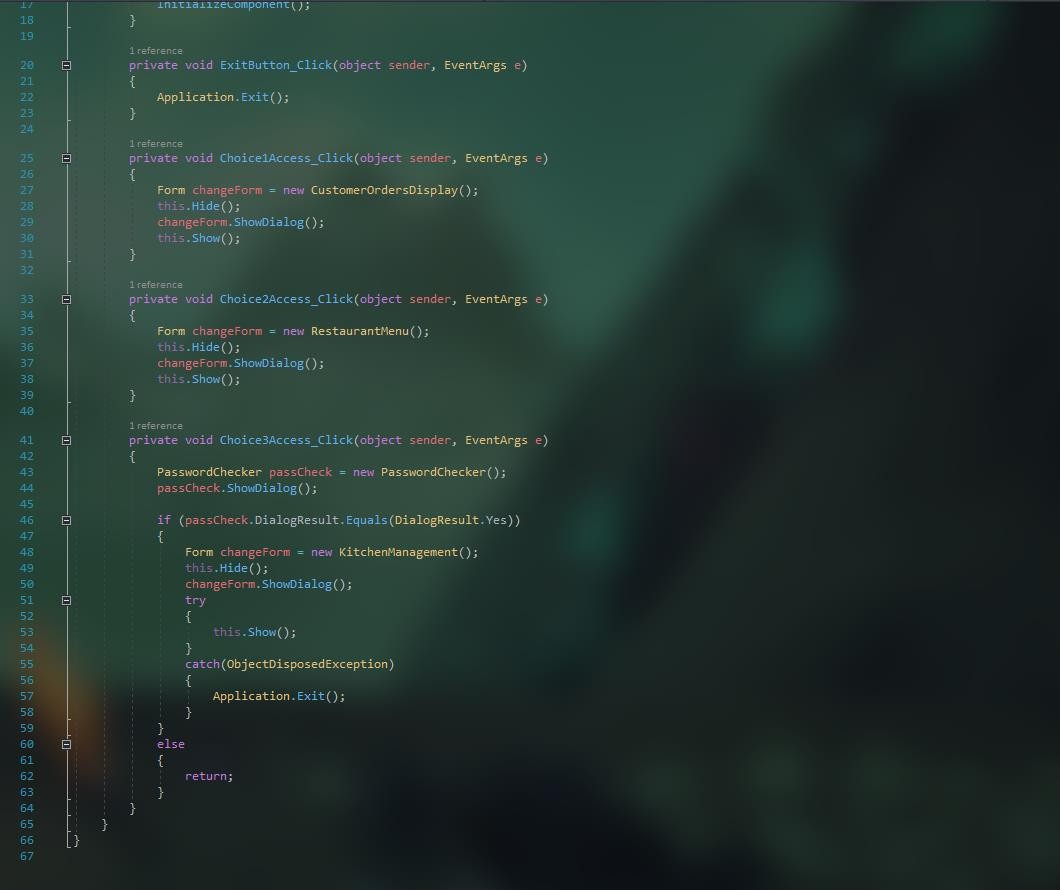 17 InitializeComponent();
18 }
19
1 reference
20 private void ExitButton_Click(object sender, EventArgs e)
21 {
22 Application.Exit();
23 }
24
1 reference
25 private void Choice1Access_Click(object sender, EventArgs e)
26 {
27 Form changeForm = new CustomerOrdersDisplay();
28 this.Hide();
29 changeForm.ShowDialog();
30 this.Show();
31 }
32
1 reference
33 private void Choice2Access_Click(object sender, EventArgs e)
34 {
35 Form changeForm = new RestaurantMenu();
36 this.Hide();
37 changeForm.ShowDialog();
38 this.Show();
39 }
40
1 reference
41 private void Choice3Access_Click(object sender, EventArgs e)
42 {
43 PasswordChecker passCheck = new PasswordChecker();
44 passCheck.ShowDialog();
45
46 if (passCheck.DialogResult.Equals(DialogResult.Yes))
47 {
48 Form changeForm = new KitchenManagement();
49 this.Hide();
50 changeForm.ShowDialog();
51 try
52 {
53 this.Show();
54 }
55 catch(ObjectDisposedException)
56 {
57 Application.Exit();
58 }
59 }
60 else
61 {
62 return;
63 }
64 }
65 }
66 }
67